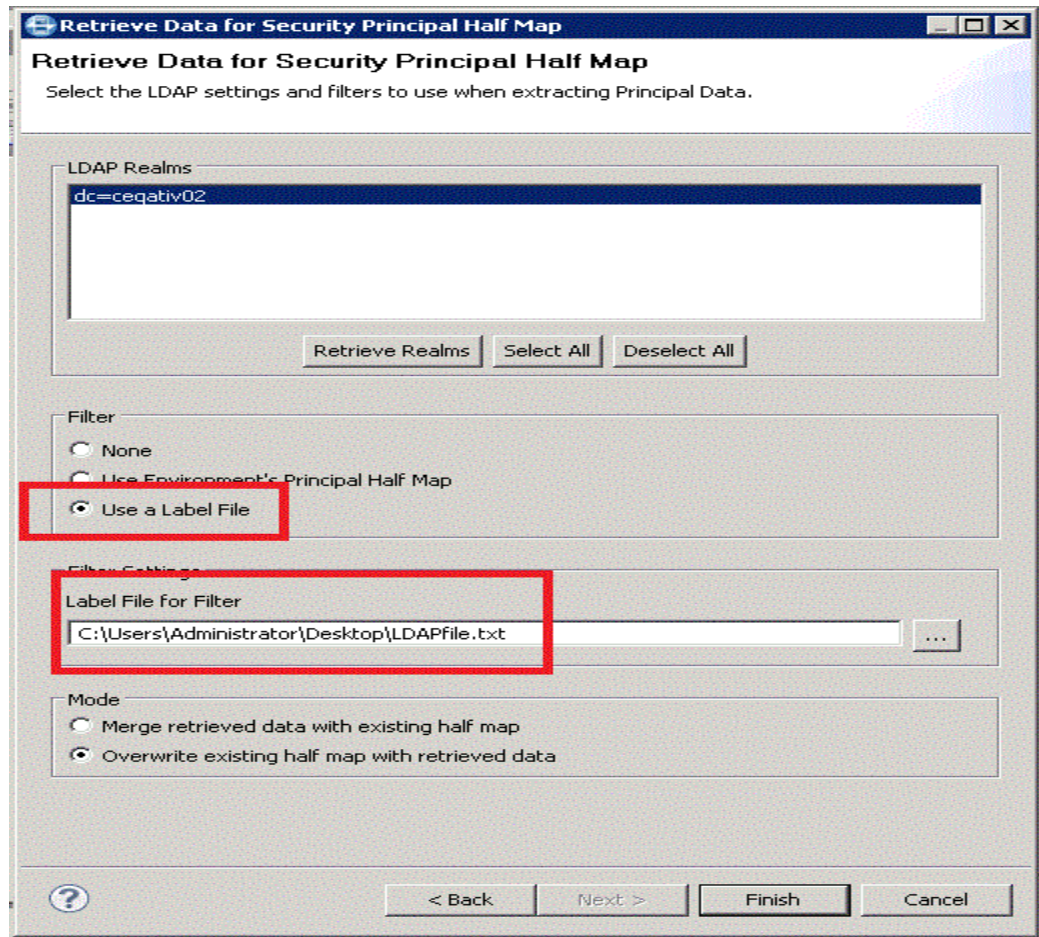 Retrieve Data for Security Principal Half Map
Retrieve Data for Security Principal Half Map
Select the LDAP settings and filters to use when extracting Principal Data.
LDAP Realms
dc=ceqativ02
Retrieve Realms Select All Deselect All
Filter
None
Use Environment's Principal Half Map
Use a Label File
Filter Settings
Label File for Filter
C:\Users\Administrator\Desktop\LDAPfile.txt
...
Mode
Merge retrieved data with existing half map
Overwrite existing half map with retrieved data
? < Back Next > Finish Cancel